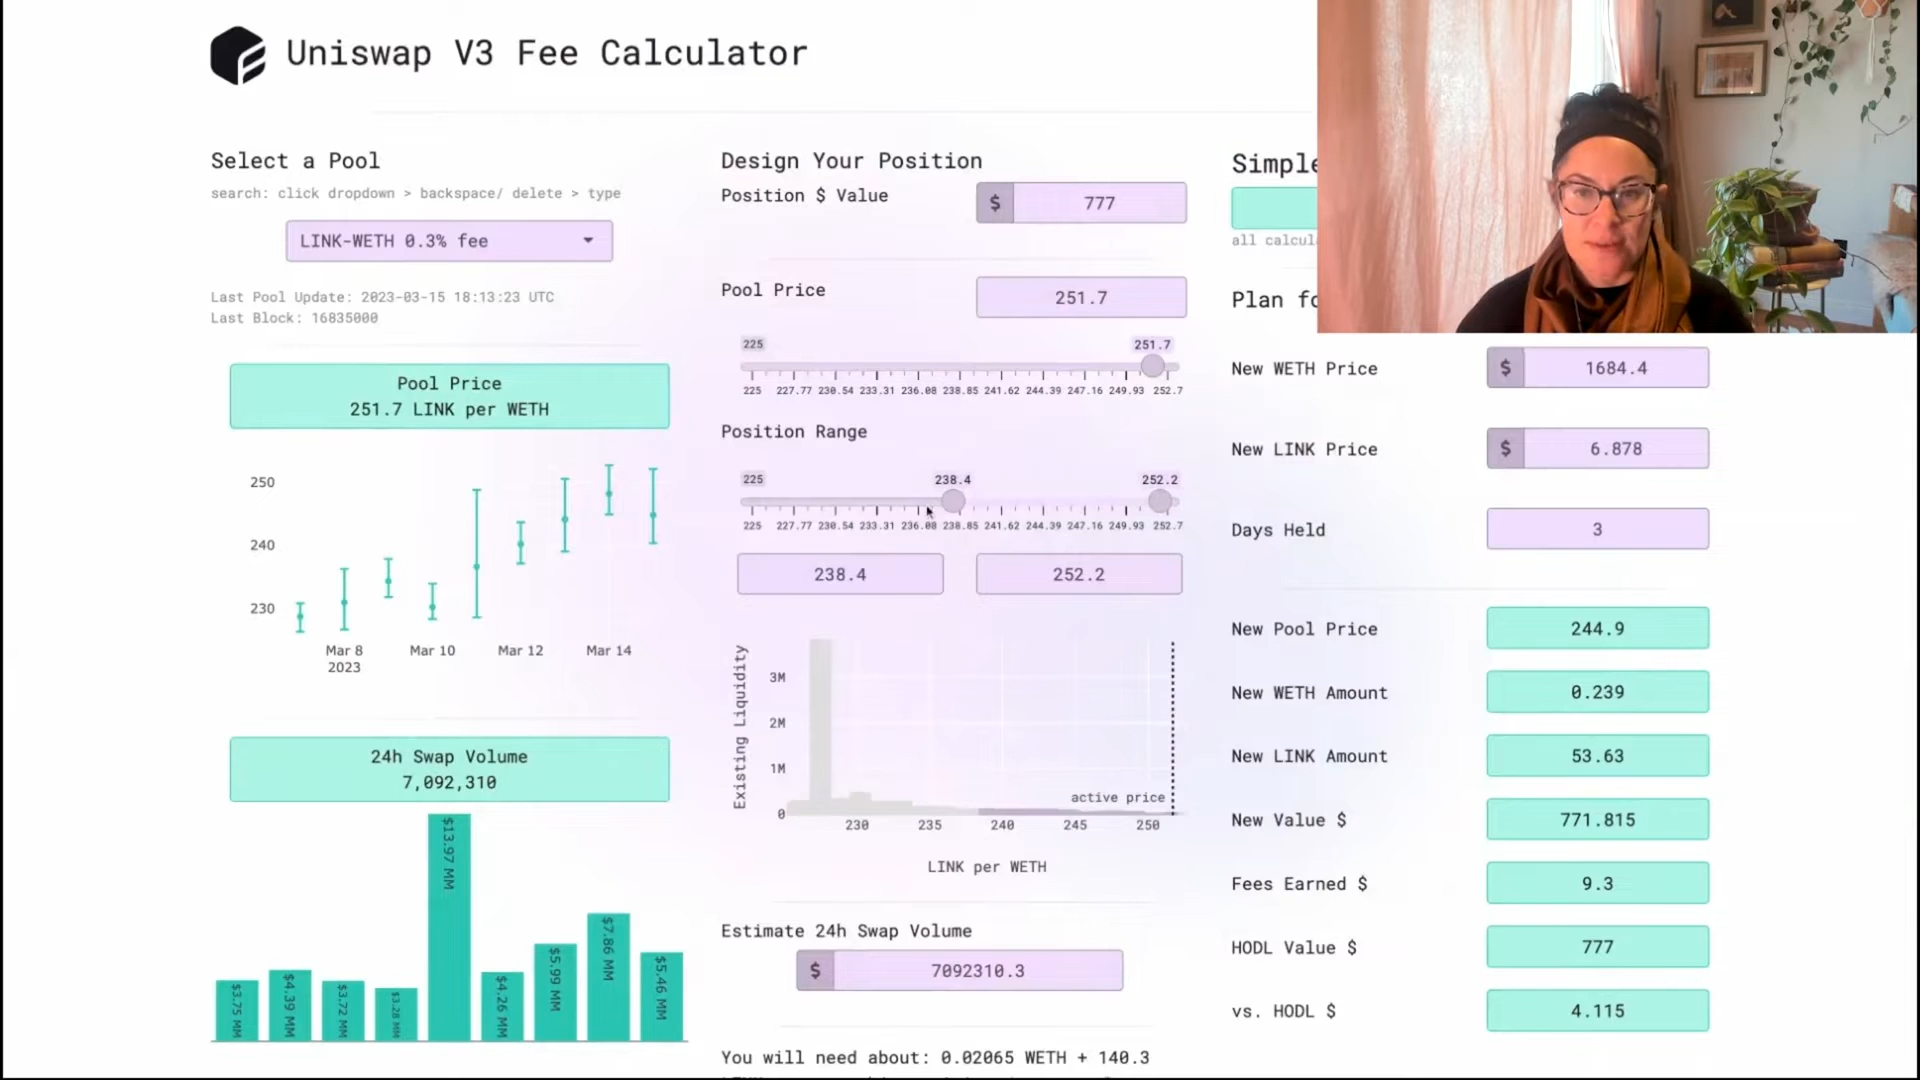 Uniswap V3 Fee Calculator
Select a Pool
search: click dropdown > backspace/ delete > type
LINK-WETH 0.3% fee
Last Pool Update: 2023-03-15 18:13:23 UTC
Last Block: 16835000
Pool Price
251.7 LINK per WETH
250
240
230
Mar 8
2023
Mar 10
Mar 12
Mar 14
24h Swap Volume
7,092,310
$3.75 MM
$4.39 MM
$3.72 MM
$3.28 MM
$13.97 MM
$4.26 MM
$5.99 MM
$7.86 MM
$5.46 MM
Design Your Position
Position $ Value
$ 777
Pool Price
251.7
225
251.7
225 227.77 230.54 233.31 236.08 238.85 241.62 244.39 247.16 249.93 252.7
Position Range
225
238.4
252.2
225 227.77 230.54 233.31 236.08 238.85 241.62 244.39 247.16 249.93 252.7
238.4
252.2
Existing Liquidity
3M
2M
1M
0
active price
230 235 240 245 250
LINK per WETH
Estimate 24h Swap Volume
$ 7092310.3
You will need about: 0.02065 WETH + 140.3
Simple
all calcul
Plan fo
New WETH Price
$ 1684.4
New LINK Price
$ 6.878
Days Held
3
New Pool Price
244.9
New WETH Amount
0.239
New LINK Amount
53.63
New Value $
771.815
Fees Earned $
9.3
HODL Value $
777
vs. HODL $
4.115